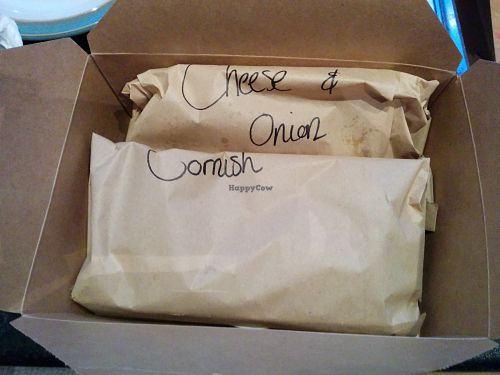 Cheese &
Onion
Cornish
HappyCow